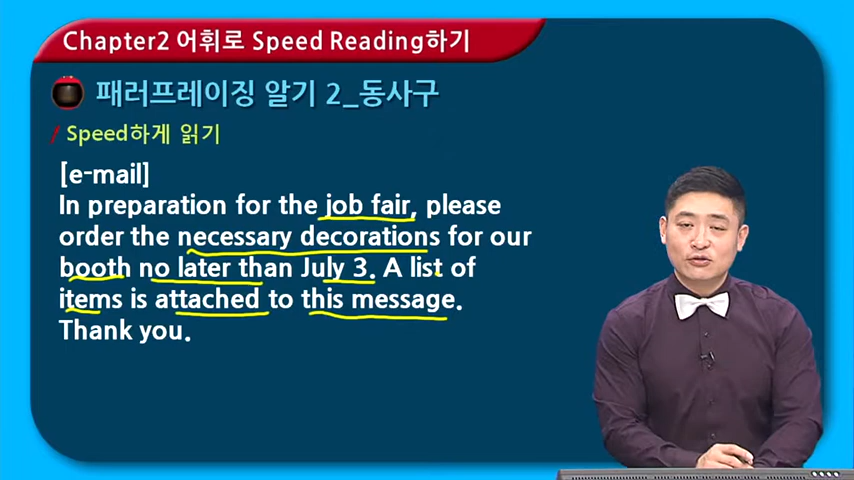 Chapter2 어휘로 Speed Reading하기
패러프레이징 알기 2_동사구
/ Speed하게 읽기
[e-mail]
In preparation for the job fair, please
order the necessary decorations for our
booth no later than July 3. A list of
items is attached to this message.
Thank you.